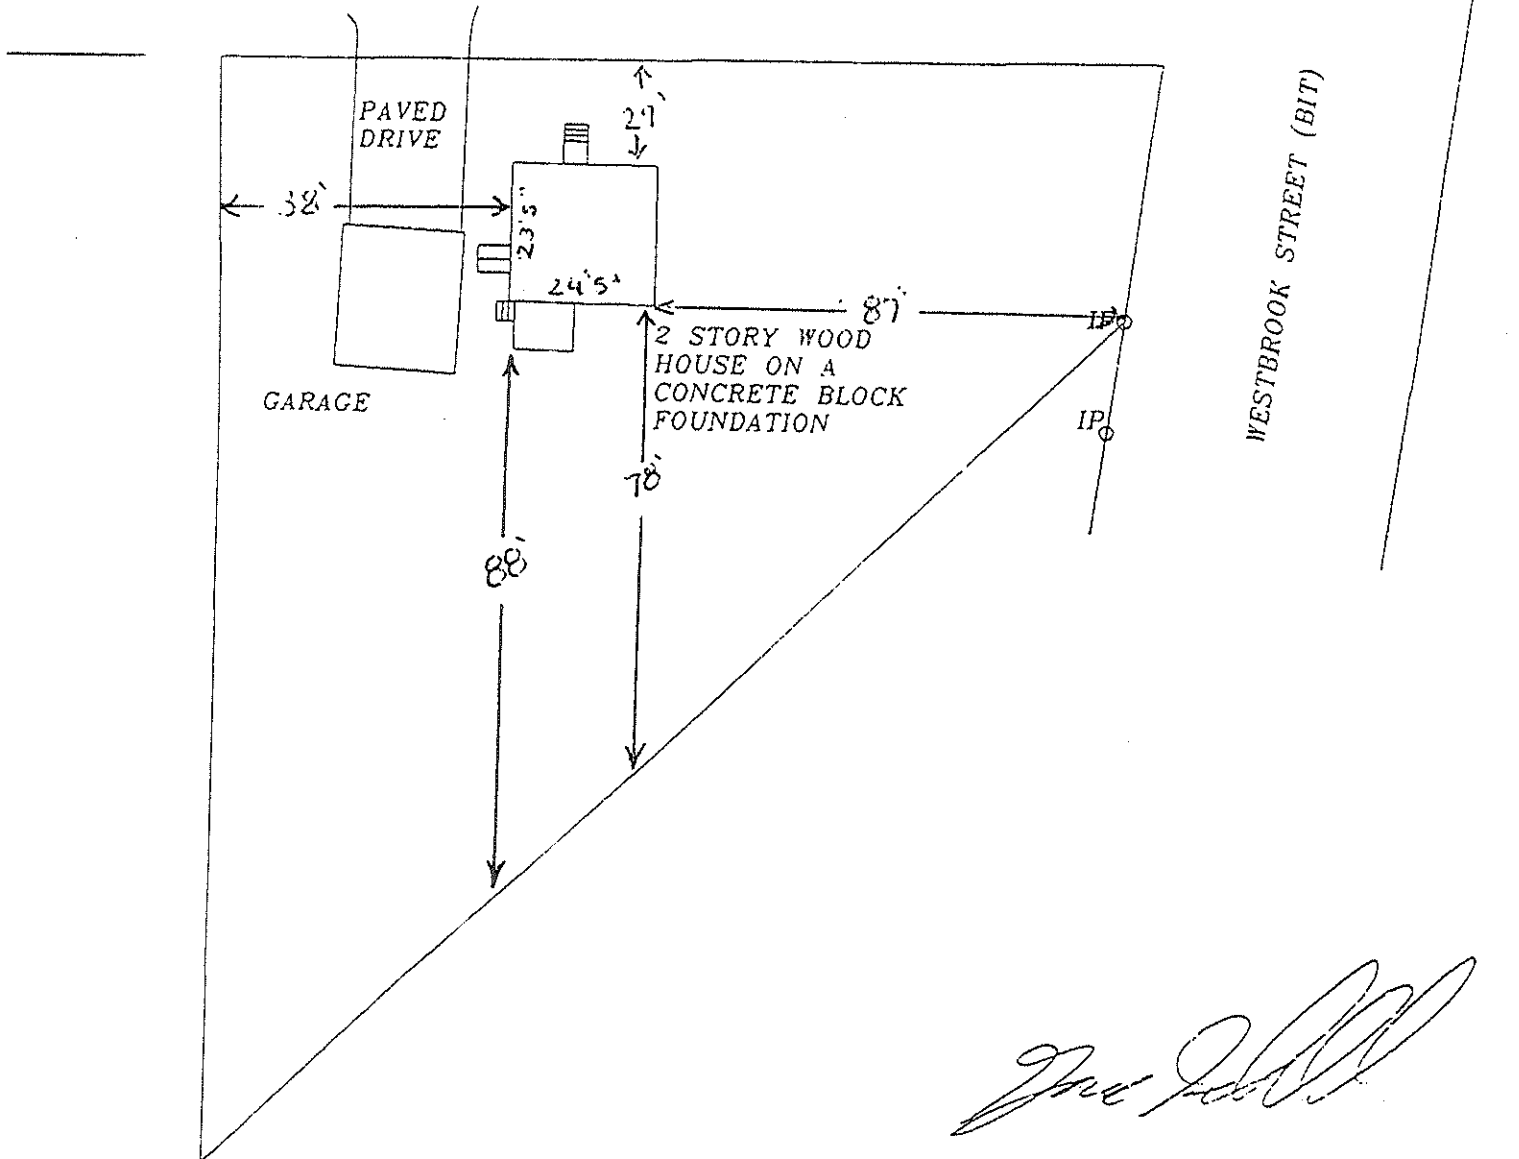 PAVED
DRIVE
27'
38'
23'5"
24'5"
87'
IP
2 STORY WOOD
HOUSE ON A
CONCRETE BLOCK
FOUNDATION
GARAGE
IP
78'
88'
WESTBROOK STREET (BIT)